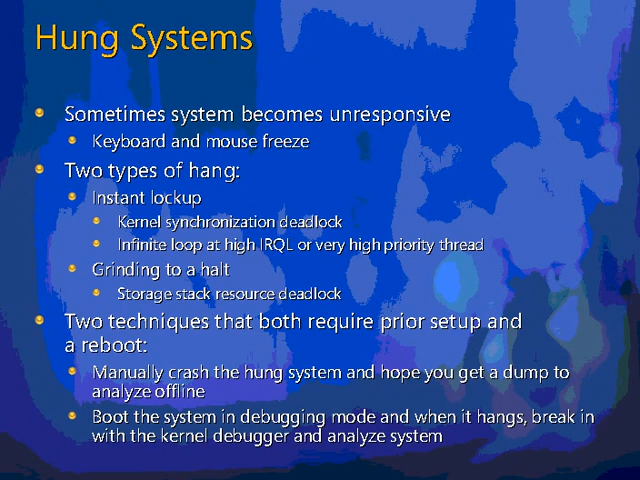 Hung Systems
Sometimes system becomes unresponsive
Keyboard and mouse freeze
Two types of hang:
Instant lockup
Kernel synchronization deadlock
Infinite loop at high IRQL or very high priority thread
Grinding to a halt
Storage stack resource deadlock
Two techniques that both require prior setup and
a reboot:
Manually crash the hung system and hope you get a dump to
analyze offline
Boot the system in debugging mode and when it hangs, break in
with the kernel debugger and analyze system